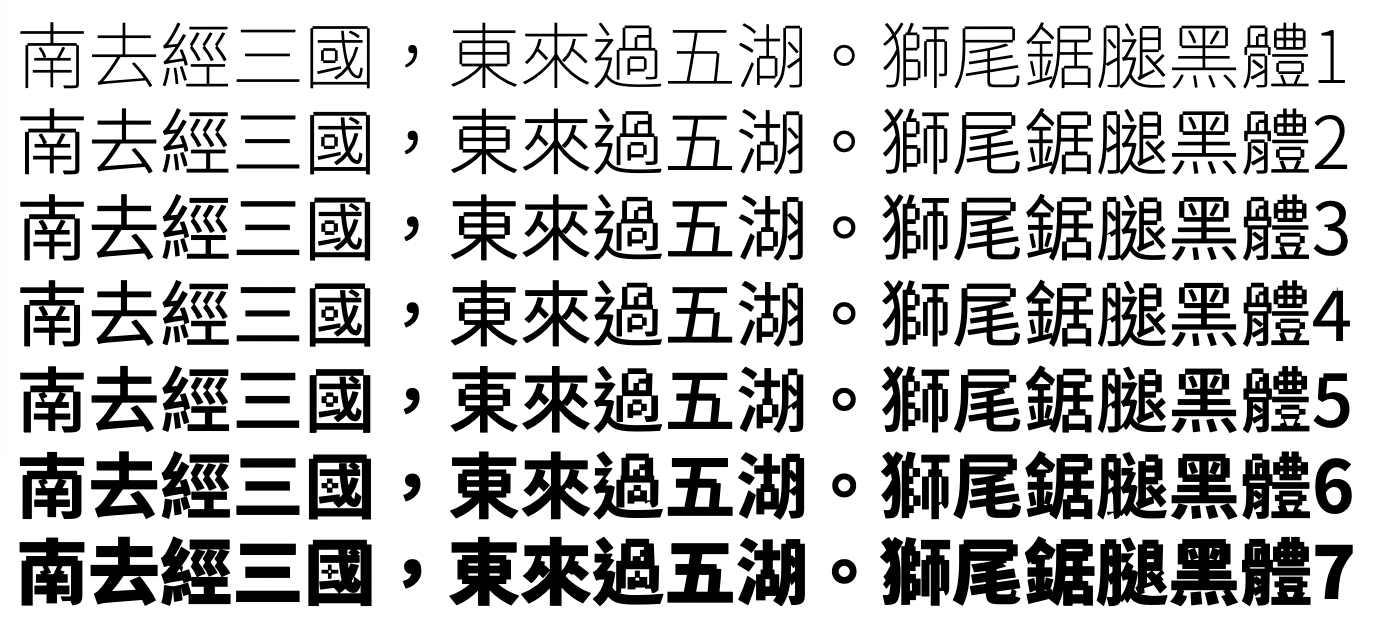 南去經三國，東來過五湖。獅尾鋸腿黑體1
南去經三國，東來過五湖。獅尾鋸腿黑體2
南去經三國，東來過五湖。獅尾鋸腿黑體3
南去經三國，東來過五湖。獅尾鋸腿黑體4
南去經三國，東來過五湖。獅尾鋸腿黑體5
南去經三國，東來過五湖。獅尾鋸腿黑體6
南去經三國，東來過五湖。獅尾鋸腿黑體7